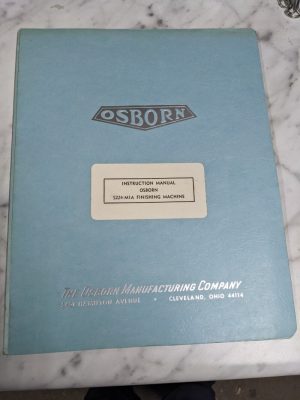 OSBORN
INSTRUCTION MANUAL
OSBORN
FINISHING MACHINE
THE OSBORN MANUFACTURING COMPANY
AVENUE • CLEVELAND, OHIO 44114